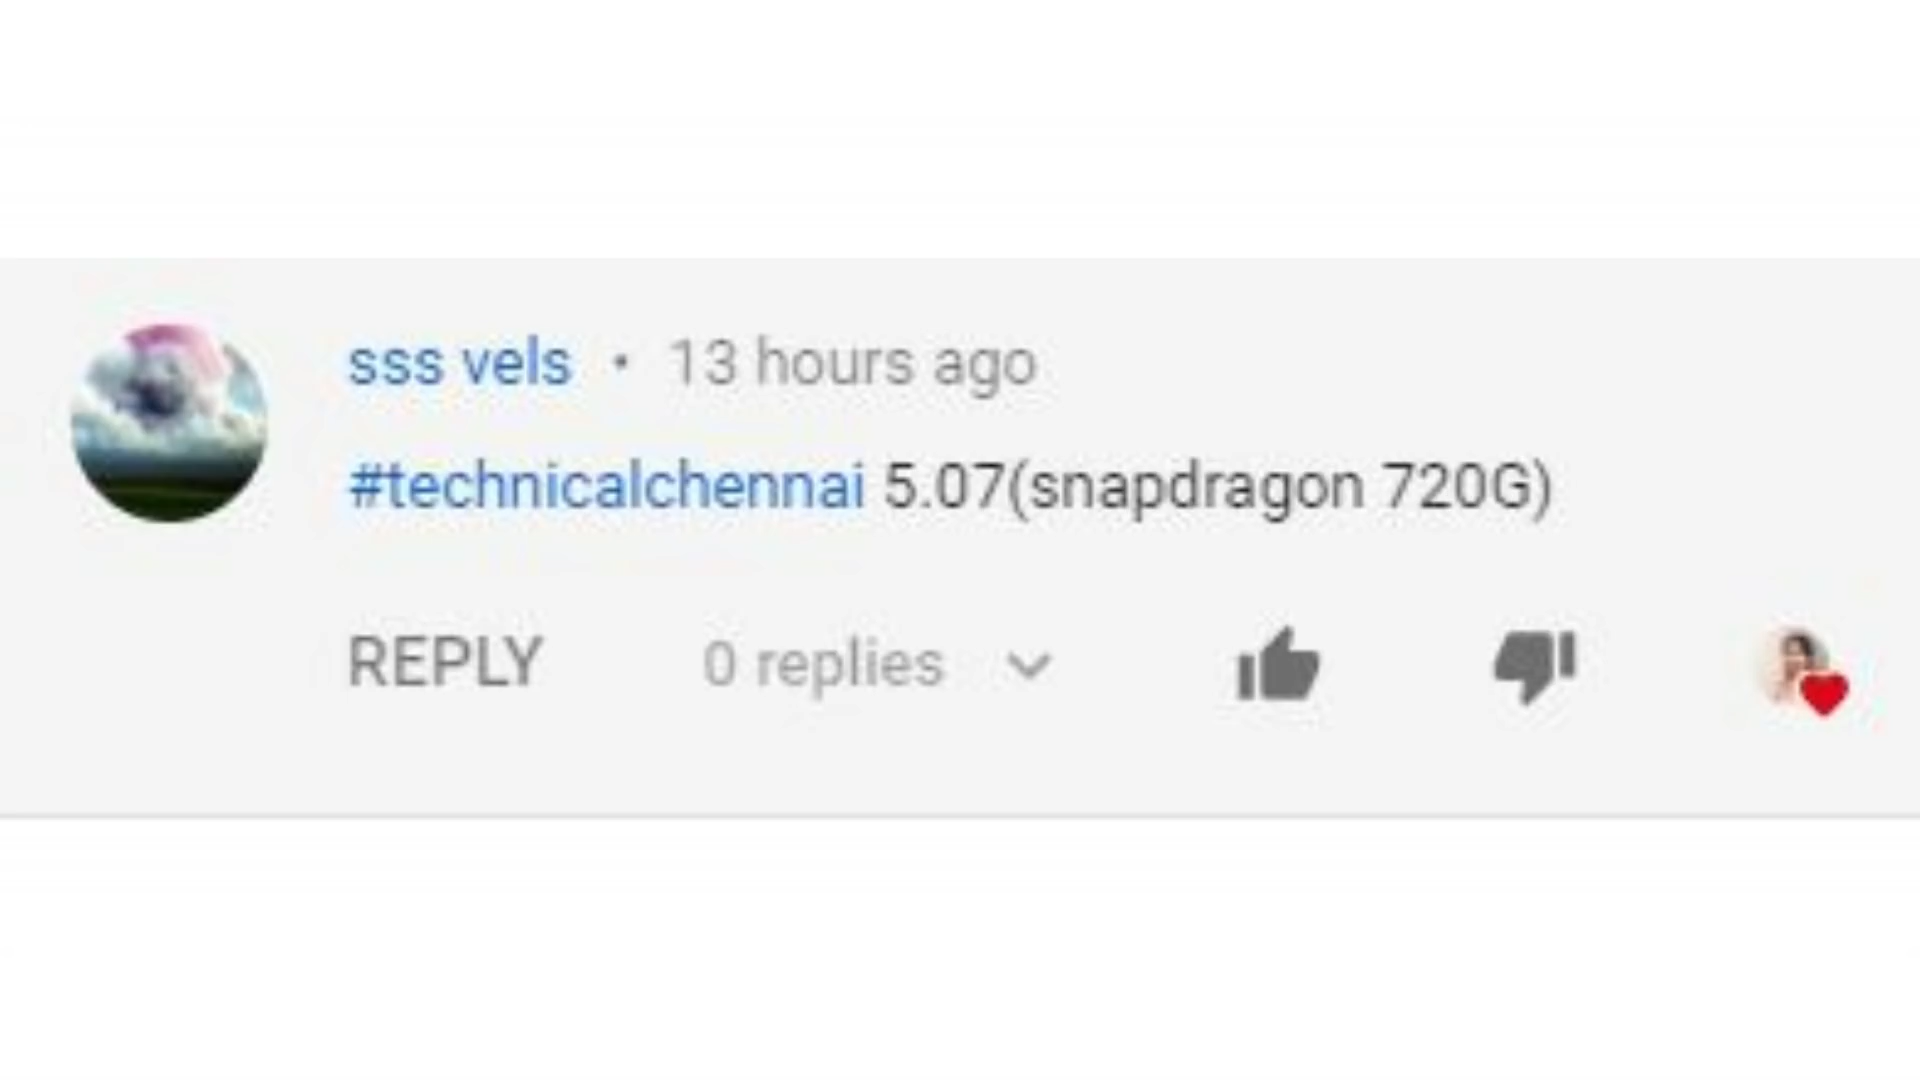 sss vels • 13 hours ago
#technicalchennai 5.07(snapdragon 720G)
REPLY 0 replies